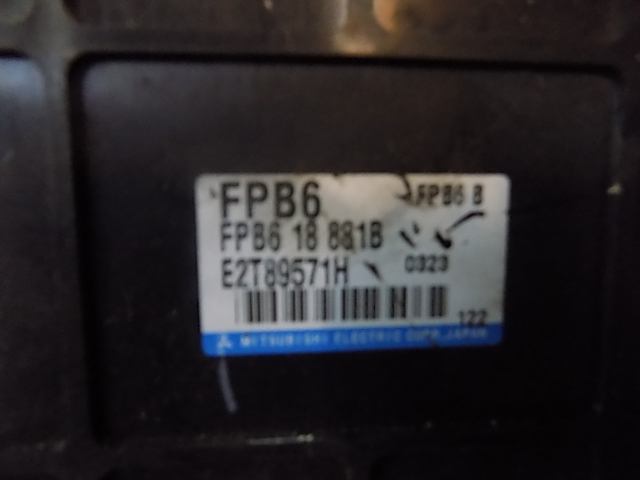 FPB6 FPB6 B
FPB6 18 881B
E2T89571H 0323
122
MITSUBISHI ELECTRIC CORP. JAPAN